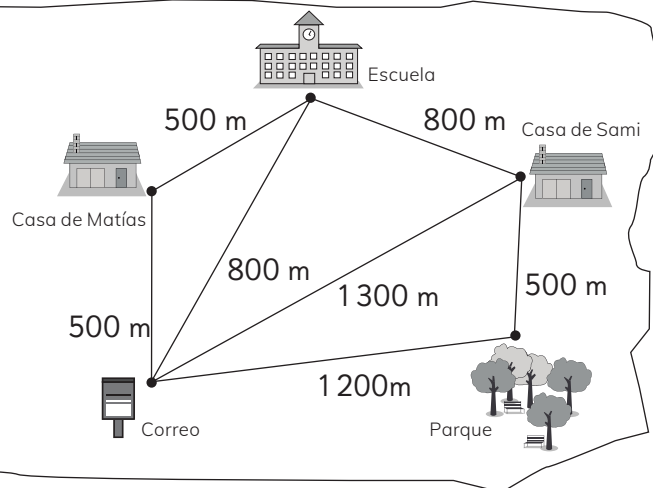 Escuela
500 m
800 m
Casa de Sami
Casa de Matías
800 m
1 300 m
500 m
500 m
1 200m
Correo
Parque